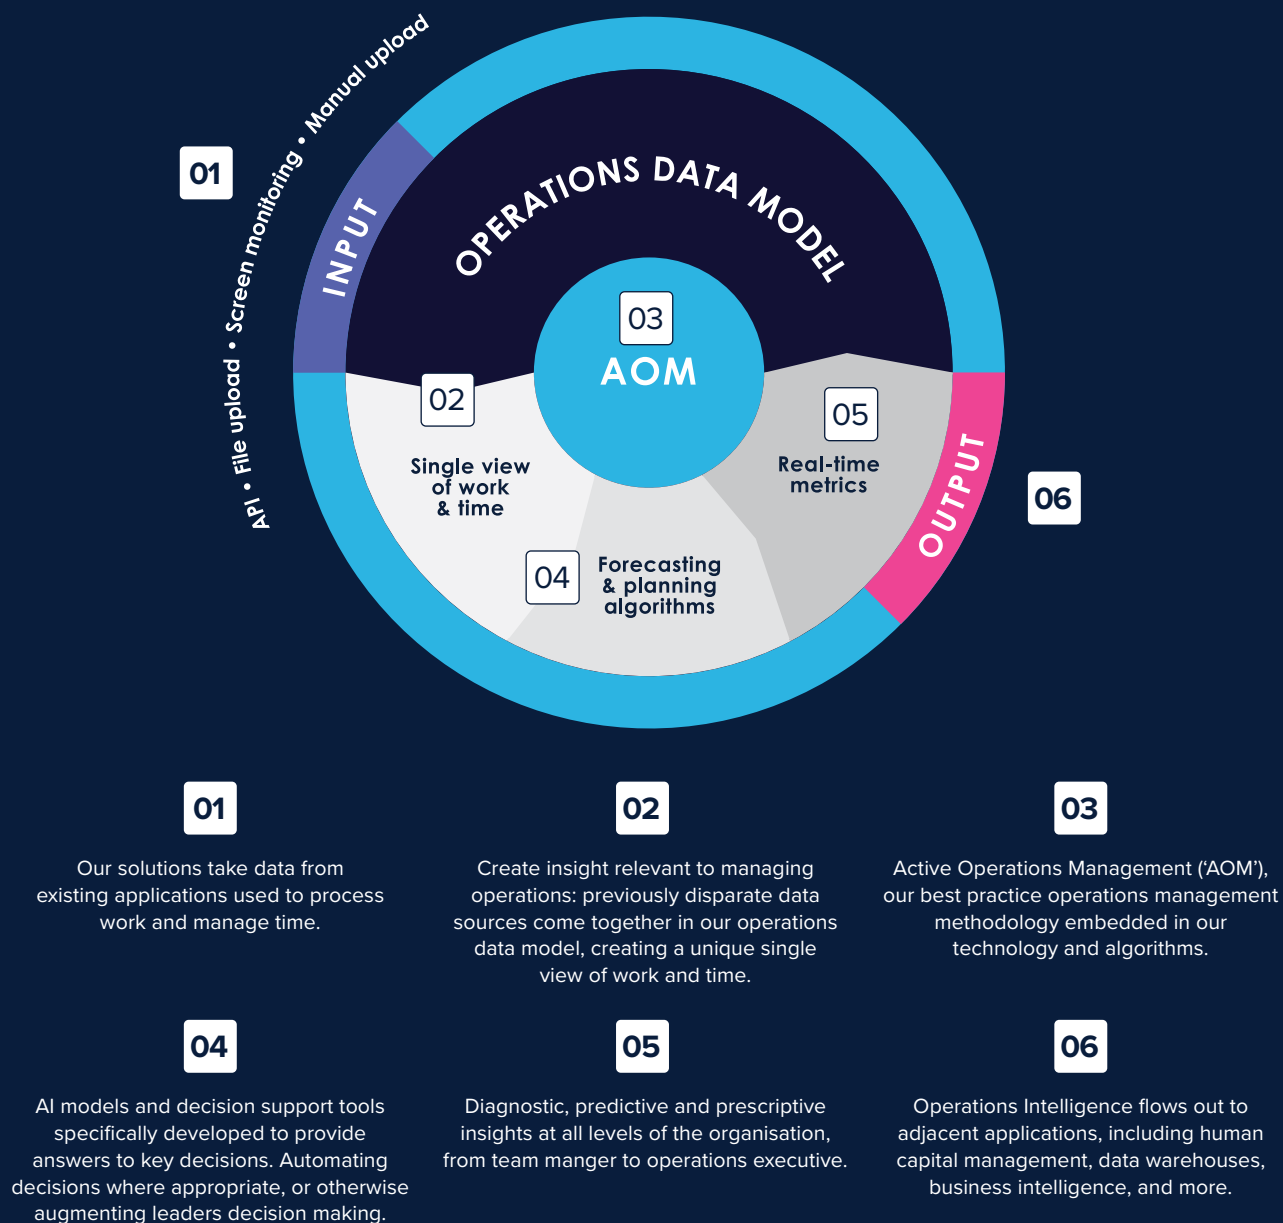 01
API • File upload • Screen monitoring • Manual upload
INPUT
OPERATIONS DATA MODEL
03
AOM
02
Single view
of work
& time
04
Forecasting
& planning
algorithms
05
Real-time
metrics
OUTPUT
06
01
Our solutions take data from
existing applications used to process
work and manage time.
02
Create insight relevant to managing
operations: previously disparate data
sources come together in our operations
data model, creating a unique single
view of work and time.
03
Active Operations Management (‘AOM’),
our best practice operations management
methodology embedded in our
technology and algorithms.
04
AI models and decision support tools
specifically developed to provide
answers to key decisions. Automating
decisions where appropriate, or otherwise
augmenting leaders decision making.
05
Diagnostic, predictive and prescriptive
insights at all levels of the organisation,
from team manger to operations executive.
06
Operations Intelligence flows out to
adjacent applications, including human
capital management, data warehouses,
business intelligence, and more.